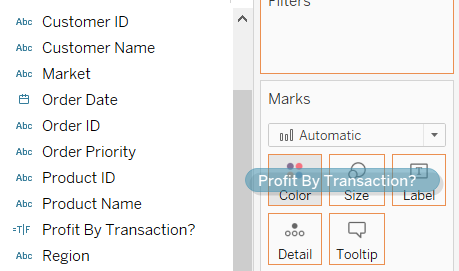 Abc Customer ID
Abc Customer Name
Abc Market
Order Date
Abc Order ID
Abc Order Priority
Abc Product ID
Abc Product Name
=T|F Profit By Transaction?
Abc Region
Filters
Marks
Automatic
Profit By Transaction?
Color Size Label
Detail Tooltip